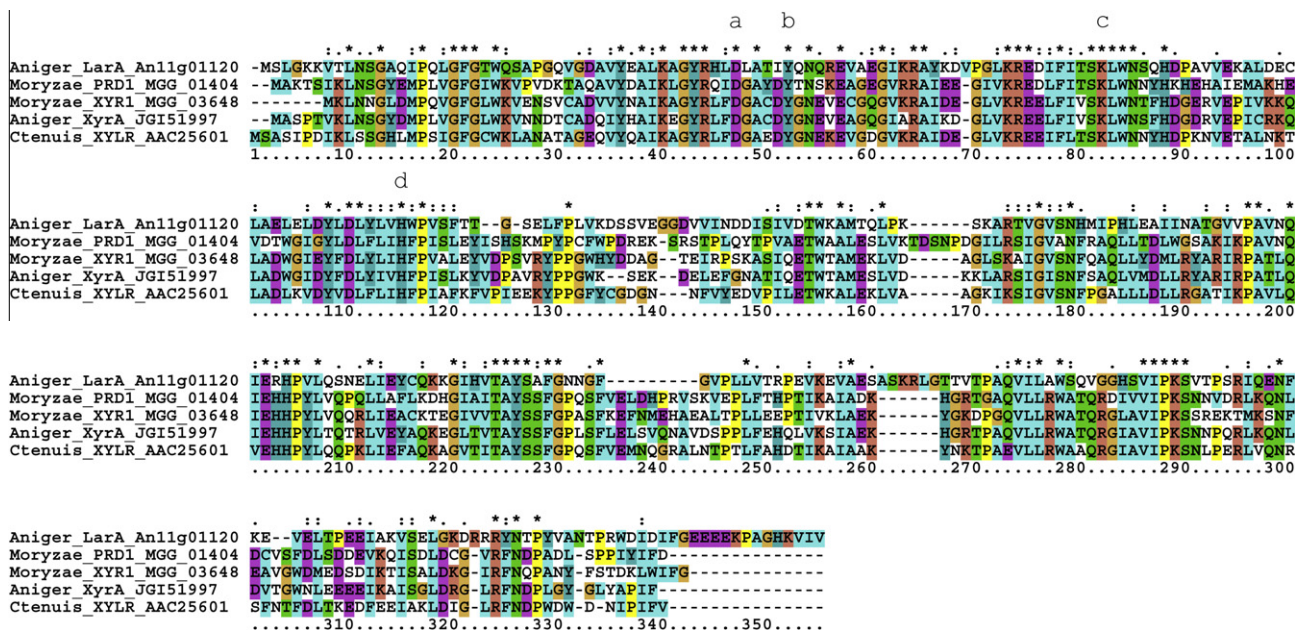 a b c
Aniger_LarA_An11g01120 -MSLGKKVTLNSGAQIPQLGFGTWQSAPGQVGDAVYEALKAGYRHLDLATIYQNQREVAEGIKRAYKDVPGLKREDIFITSKLWNSQHDPAVVEKALDEC
Moryzae_PRD1_MGG_01404 --MAKTSIKLNSGYEMPLVGFGIWKVPVDKTAQAVYDAIKAGYRQIDGAYDYTNSKEAGEGVRRAIEE-GLVKREDIFITSKLWNNYHKHEHAIEMAKHE
Moryzae_XYR1_MGG_03648 ------MKLNNGLDMPQVGFGLWKVENSVCADVVYNAIKAGYRLFDGACDYGNEVECGQGVKRAIDE-GLVKREELFIVSKLWNTFHDGERVEPIVKKQ
Aniger_XyrA_JGI51997 --MASPTVKLNSGYDMPLVGFGLWKVNNDTCADQIYHAIKEGYRLFDGACDYGNEVEAGQGIARAIKD-GLVKREELFIVSKLWNSFHDGDRVEPICRKQ
Ctenuis_XYLR_AAC25601 MSASIPDIKLSSGHLMPSIGFGCWKLANATAGEQVYQAIKAGYRLFDGAEDYGNEKEVGDGVKRAIDE-GLVKREEIFLTSKLWNNYHDPKNVETALNKT
1.......10........20........30........40........50........60........70........80........90.......100
d
Aniger_LarA_An11g01120 LAELELDYLDLYLVHWPVSFTT--G-SELFPLVKDSSVEGGDVVINDDISIVDTWKAMTQLPK-----SKARTVGVSNHMIPHLEAIINATGVVPAVNQ
Moryzae_PRD1_MGG_01404 VDTWGIGYLDLFLIHFPISLEYISHSKMPYPCFWPDREK-SRSTPLQYTPVAETWAALESLVKTDSNPDGILRSIGVANFRAQLLTDLWGSAKIKPAVNQ
Moryzae_XYR1_MGG_03648 LADWGIEYFDLYLIHFPVALEYVDPSVRYPPGWHYDDAG--TEIRPSKASIQETWTAMEKLVD-----AGLSKAIGVSNFQAQLLYDMLRYARIRPATLQ
Aniger_XyrA_JGI51997 LADWGIDYFDLYIVHFPISLKYVDPAVRYPPGWK--SEK--DELEFGNATIQETWTAMESLVD-----KKLARSIGISNFSAQLVMDLLRYARIRPATLQ
Ctenuis_XYLR_AAC25601 LADLKVDYVDLFLIHFPIAFKFVPIEEKYPPGFYCGDGN---NFVYEDVPILETWKALEKLVA-----AGKIKSIGVSNFPGALLLDLLRGATIKPAVLQ
........110.......120.......130.......140.......150.......160.......170.......180.......190.......200
Aniger_LarA_An11g01120 IERHPVLQSNELIEYCQKKGIHVTAYSAFGNNGF---------GVPLLVTRPEVKEVAESASKRLGTTVTPAQVILAWSQVGGHSVIPKSVTPSRIQENF
Moryzae_PRD1_MGG_01404 IEHHPYLVQPQLLAFLKDHGIAITAYSSFGPQSFVELDHPRVSKVEPLFTHPTIKAIADK------HGRTGAQVLLRWATQRDIVVIPKSNNVDRLKQNL
Moryzae_XYR1_MGG_03648 IEHHPYLVQQRLIEACKTEGIVVTAYSSFGPASFKEFNMEHAEALTPLLEEPTIVKLAEK------YGKDPGQVLLRWATQRGLAVIPKSSREKTMKSNF
Aniger_XyrA_JGI51997 IEHHPYLTQTRLVEYAQKEGLTVTAYSSFGPLSFLELSVQNAVDSPPLFEHQLVKSIAEK------HGRTPAQVLLRWATQRGIAVIPKSNNPQRLKQNL
Ctenuis_XYLR_AAC25601 VEHHPYLQQPKLIEFAQKAGVTITAYSSFGPQSFVEMNQGRALNTPTLFAHDTIKAIAAK------YNKTPAEVLLRWAAQRGIAVIPKSNLPERLVQNR
........210.......220.......230.......240.......250.......260.......270.......280.......290.......300
Aniger_LarA_An11g01120 KE--VELTPEEIAKVSELGKDRRRYNTPYVANTPRWDIDIFGEEEEKPAGHKVIV
Moryzae_PRD1_MGG_01404 DCVSFDLSDDEVKQISDLDCG-VRFNDPADL-SPPIYIFD---------------
Moryzae_XYR1_MGG_03648 EAVGWDMEDSDIKTISALDKG-IRFNQPANY-FSTDKLWIFG-------------
Aniger_XyrA_JGI51997 DVTGWNLEEEEIKAISGLDRG-LRFNDPLGY-GLYAPIF----------------
Ctenuis_XYLR_AAC25601 SFNTFDLTKEDFEEIAKLDIG-LRFNDPWDW-D-NIPIFV---------------
........310.......320.......330.......340.......350.....